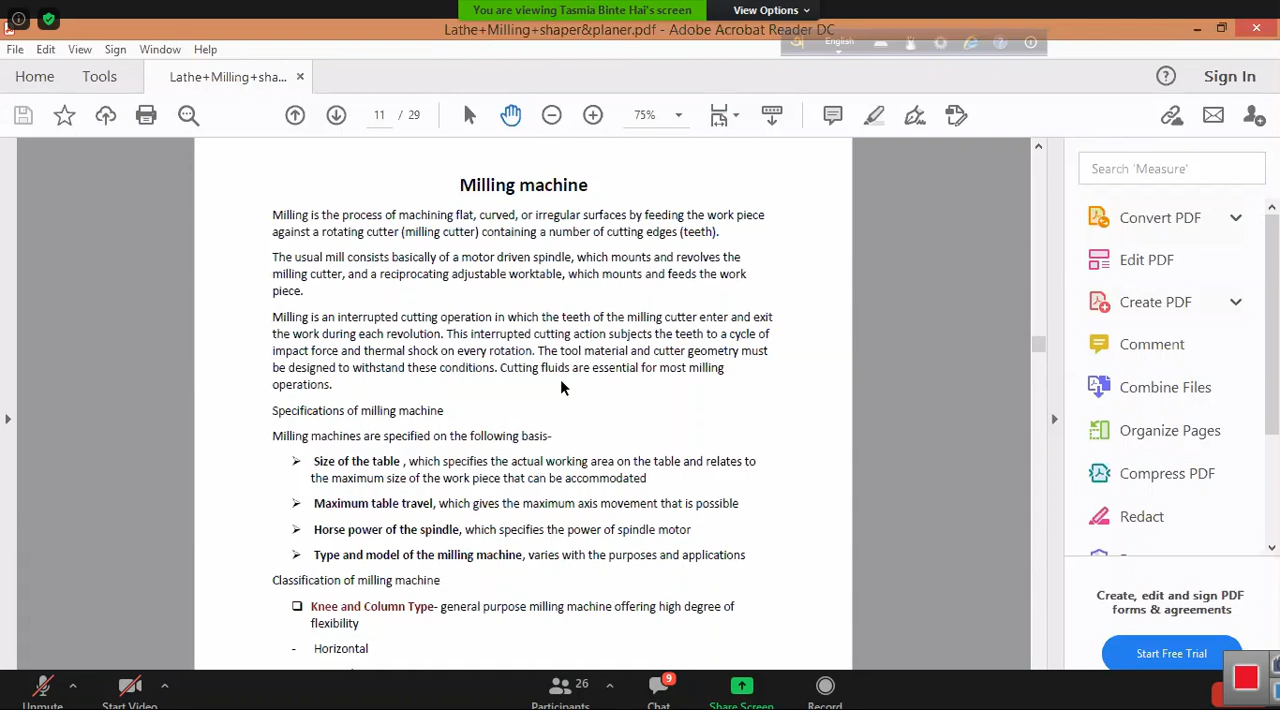 You are viewing Tasmia Binte Hai's screen
View Options
Lathe+Milling+shaper&planer.pdf - Adobe Acrobat Reader DC
English
File Edit View Sign Window Help
Home Tools Lathe+Milling+sha... × Sign In
11 / 29 75%
Search 'Measure'
Milling machine
Milling is the process of machining flat, curved, or irregular surfaces by feeding the work piece
against a rotating cutter (milling cutter) containing a number of cutting edges (teeth).
The usual mill consists basically of a motor driven spindle, which mounts and revolves the
milling cutter, and a reciprocating adjustable worktable, which mounts and feeds the work
piece.
Milling is an interrupted cutting operation in which the teeth of the milling cutter enter and exit
the work during each revolution. This interrupted cutting action subjects the teeth to a cycle of
impact force and thermal shock on every rotation. The tool material and cutter geometry must
be designed to withstand these conditions. Cutting fluids are essential for most milling
operations.
Specifications of milling machine
Milling machines are specified on the following basis-
Size of the table , which specifies the actual working area on the table and relates to
the maximum size of the work piece that can be accommodated
Maximum table travel, which gives the maximum axis movement that is possible
Horse power of the spindle, which specifies the power of spindle motor
Type and model of the milling machine, varies with the purposes and applications
Classification of milling machine
Knee and Column Type- general purpose milling machine offering high degree of
flexibility
- Horizontal
Convert PDF
Edit PDF
Create PDF
Comment
Combine Files
Organize Pages
Compress PDF
Redact
Create, edit and sign PDF
forms & agreements
Start Free Trial
26 9
Unmute Start Video Participants Chat Share Screen Record